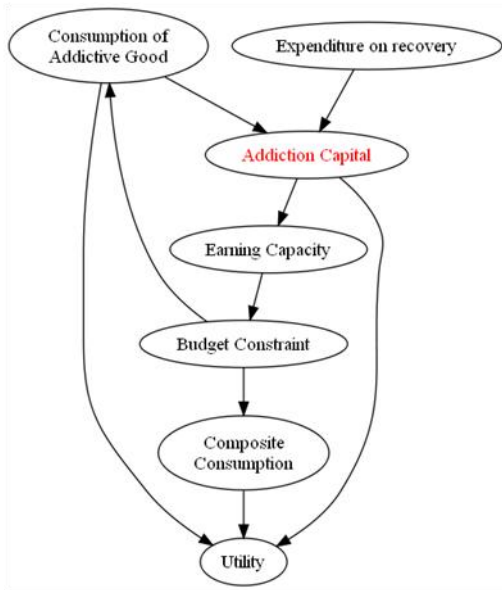 Consumption of
Addictive Good
Expenditure on recovery
Addiction Capital
Earning Capacity
Budget Constraint
Composite
Consumption
Utility